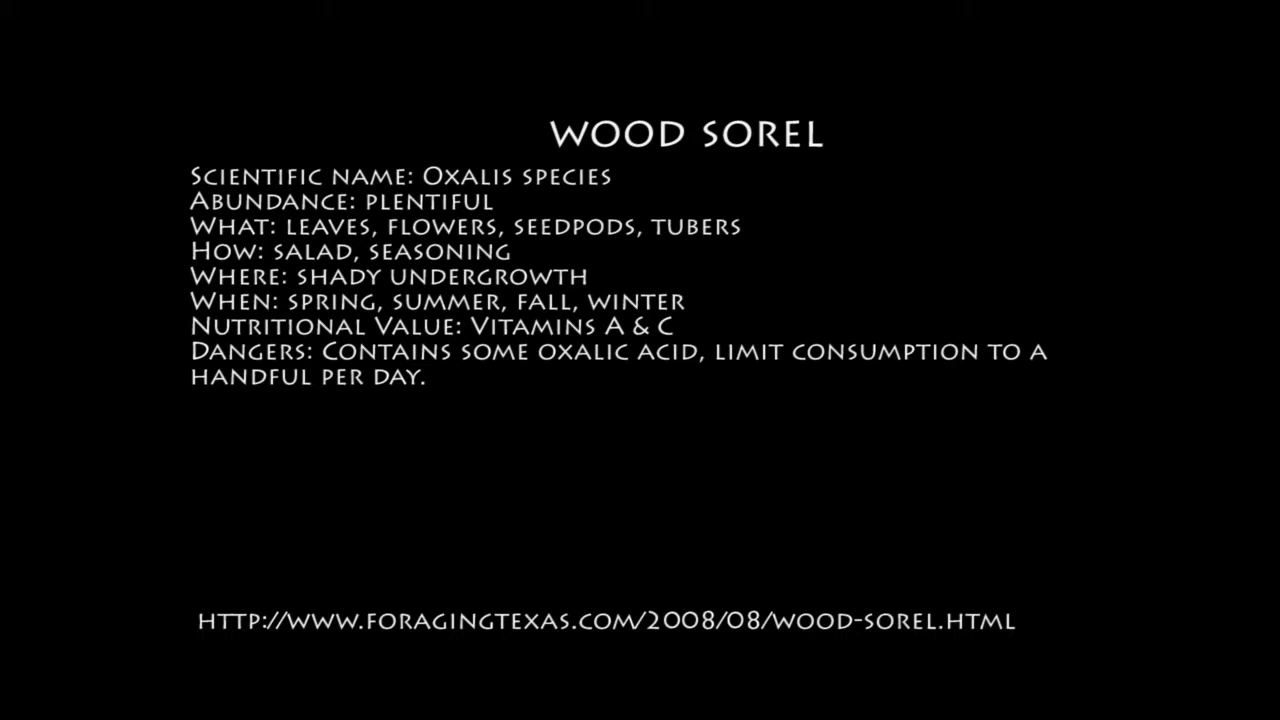 WOOD SOREL
SCIENTIFIC NAME: OXALIS SPECIES
ABUNDANCE: PLENTIFUL
WHAT: LEAVES, FLOWERS, SEEDPODS, TUBERS
HOW: SALAD, SEASONING
WHERE: SHADY UNDERGROWTH
WHEN: SPRING, SUMMER, FALL, WINTER
NUTRITIONAL VALUE: VITAMINS A & C
DANGERS: CONTAINS SOME OXALIC ACID, LIMIT CONSUMPTION TO A
HANDFUL PER DAY.
HTTP://WWW.FORAGINGTEXAS.COM/2008/08/WOOD-SOREL.HTML